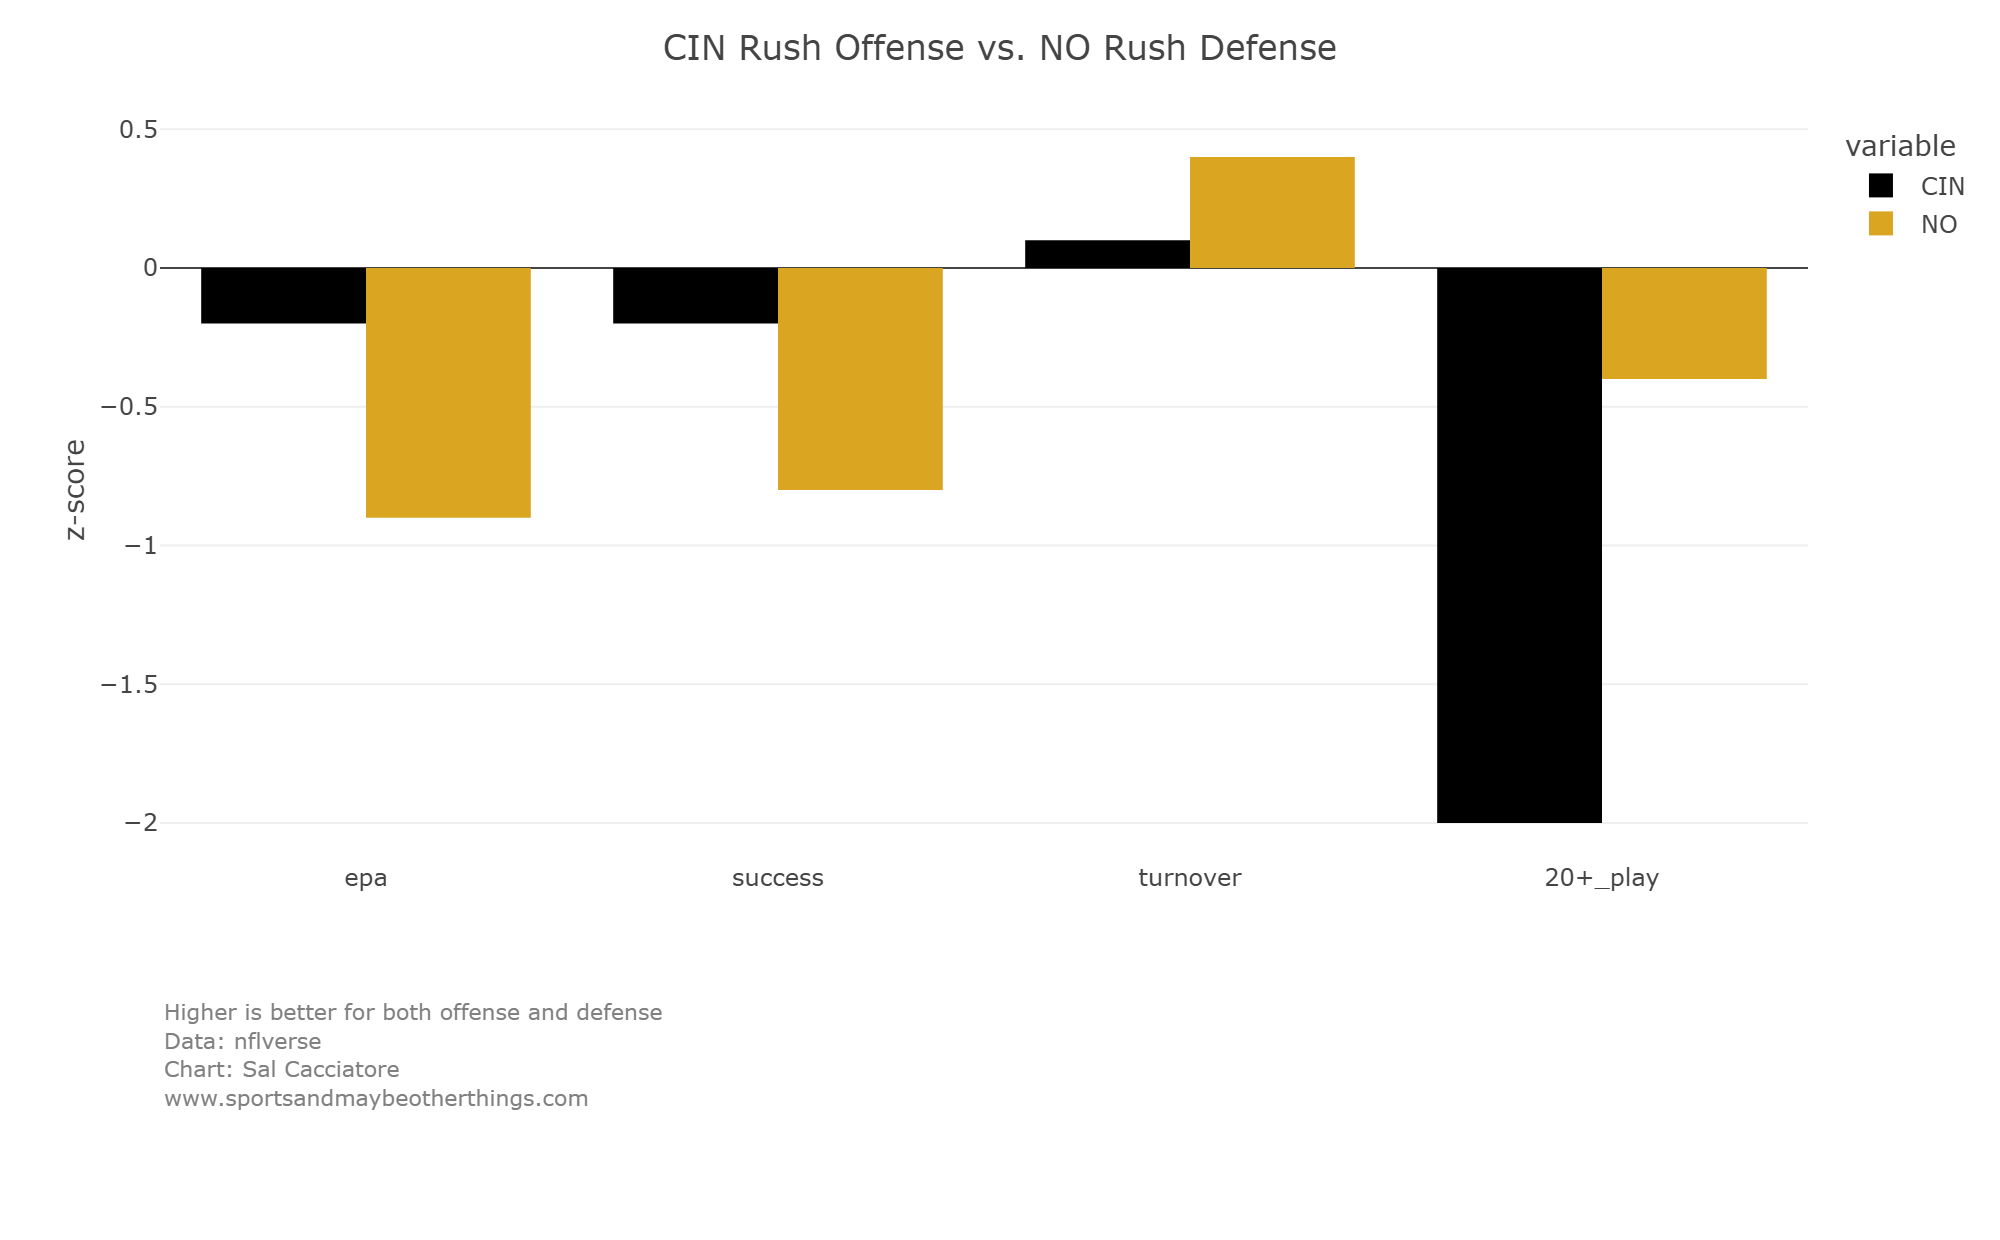 CIN Rush Offense vs. NO Rush Defense
variable
CIN
NO
z-score
0.5
0
−0.5
−1
−1.5
−2
epa
success
turnover
20+_play
Higher is better for both offense and defense
Data: nflverse
Chart: Sal Cacciatore
www.sportsandmaybeotherthings.com